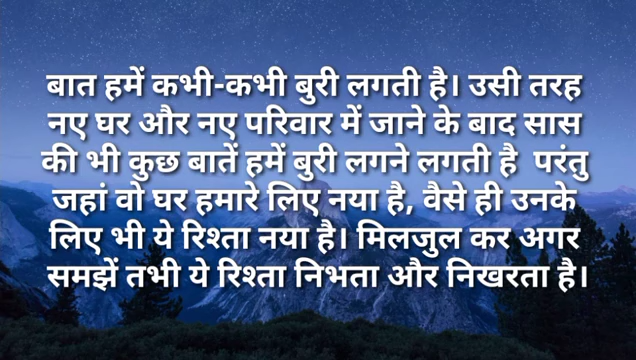 बात हमें कभी-कभी बुरी लगती है। उसी तरह
नए घर और नए परिवार में जाने के बाद सास
की भी कुछ बातें हमें बुरी लगने लगती है  परंतु
जहां वो घर हमारे लिए नया है, वैसे ही उनके
लिए भी ये रिश्ता नया है। मिलजुल कर अगर
समझें तभी ये रिश्ता निभता और निखरता है।